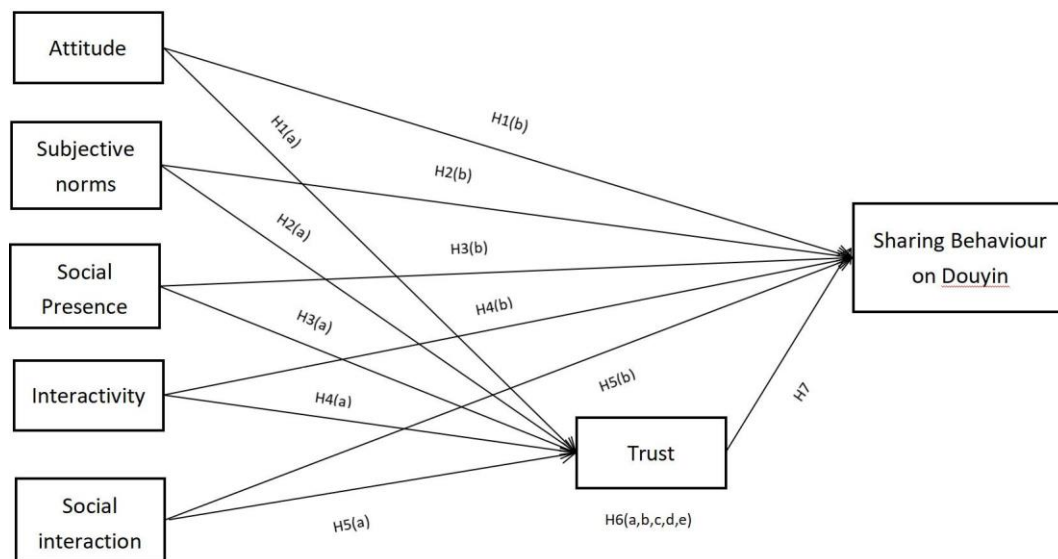 Attitude
H1(a)
H1(b)
Subjective
norms
H2(b)
H2(a)
Sharing Behaviour
on Douyin
Social
Presence
H3(b)
H3(a)
H4(b)
Interactivity
H4(a)
H5(b)
H7
Trust
Social
interaction
H5(a)
H6(a,b,c,d,e)